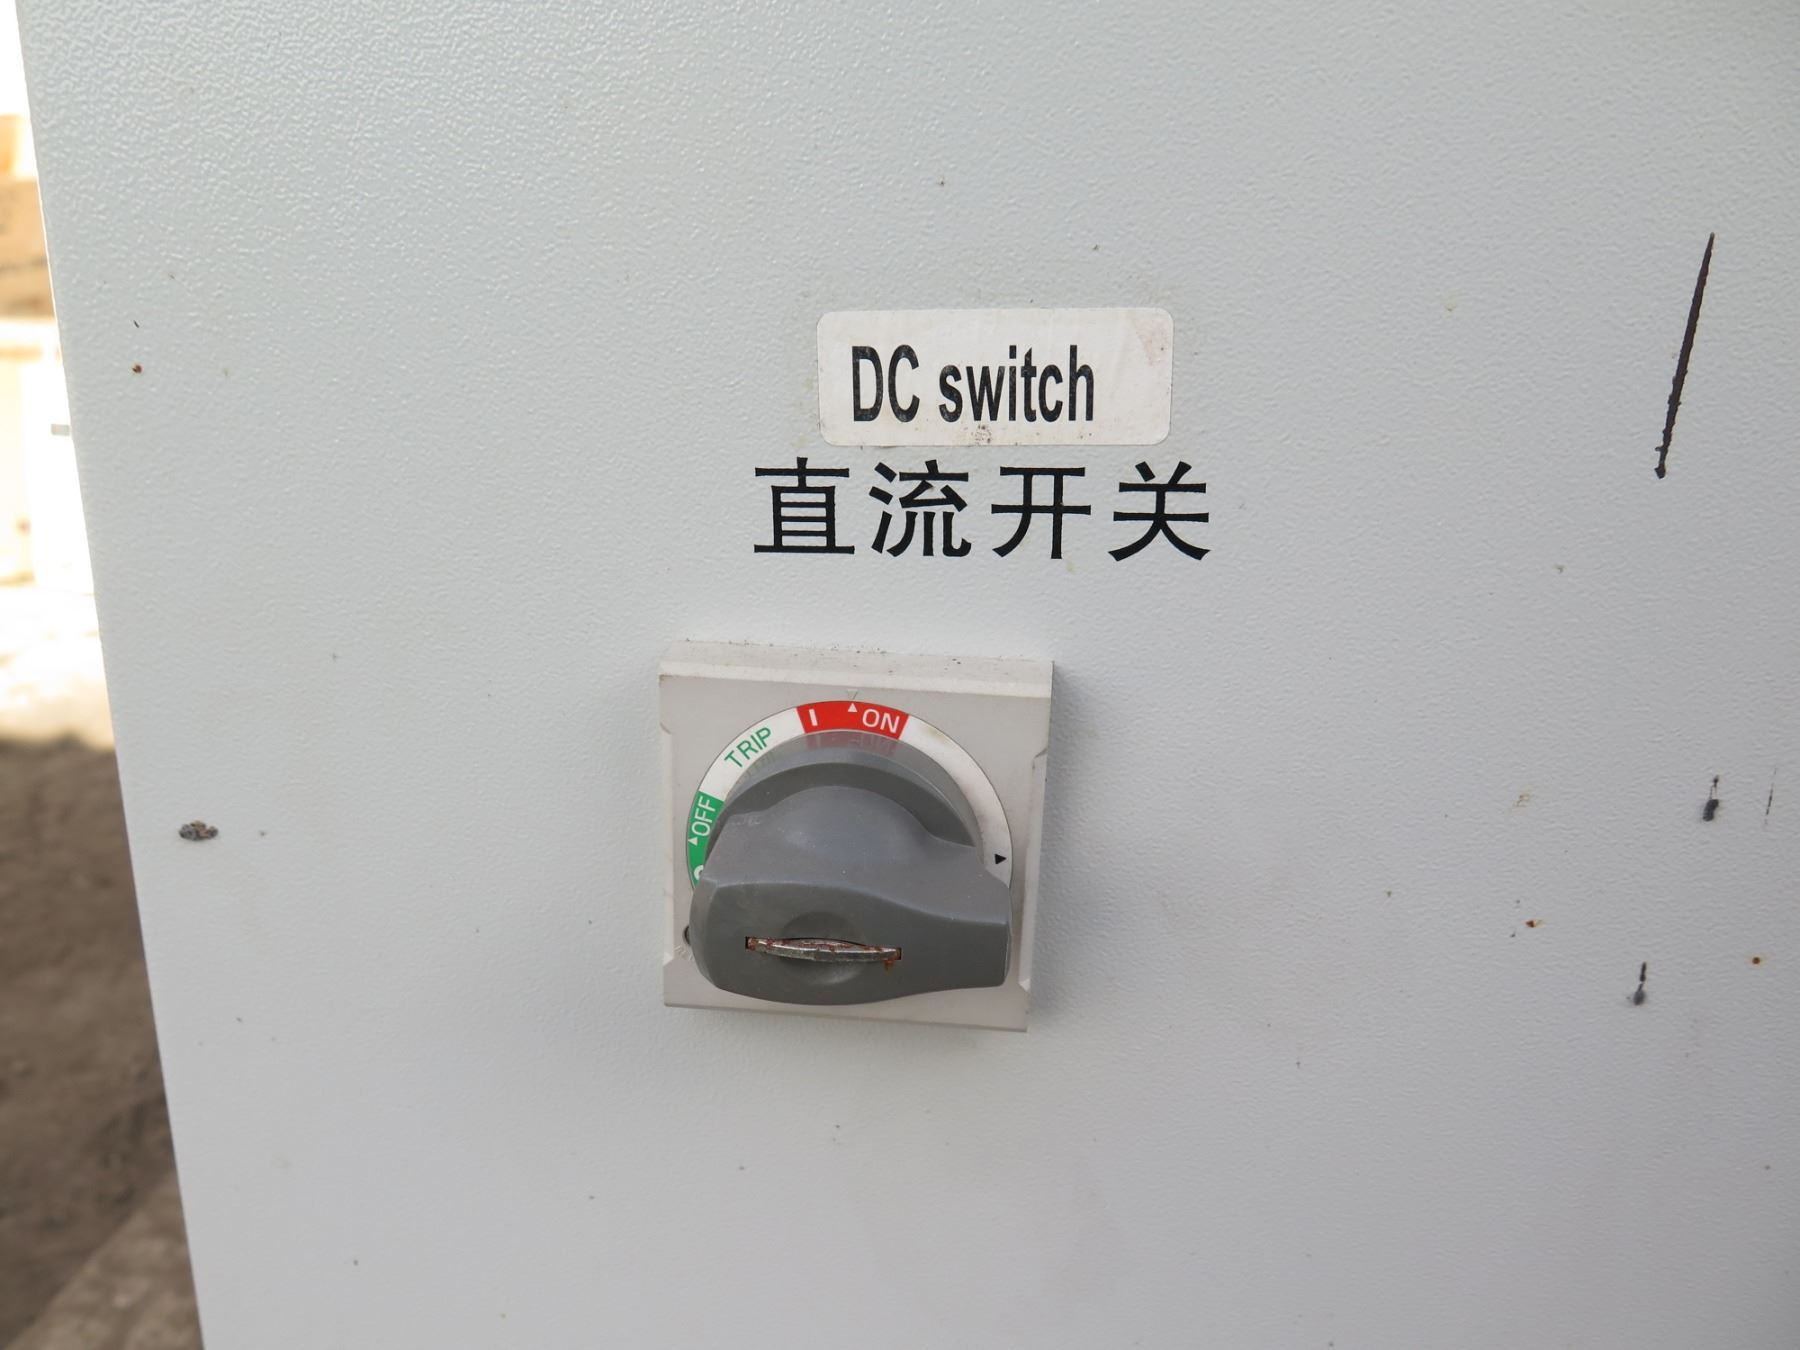 DC switch
直流开关
I ON
TRIP
OFF